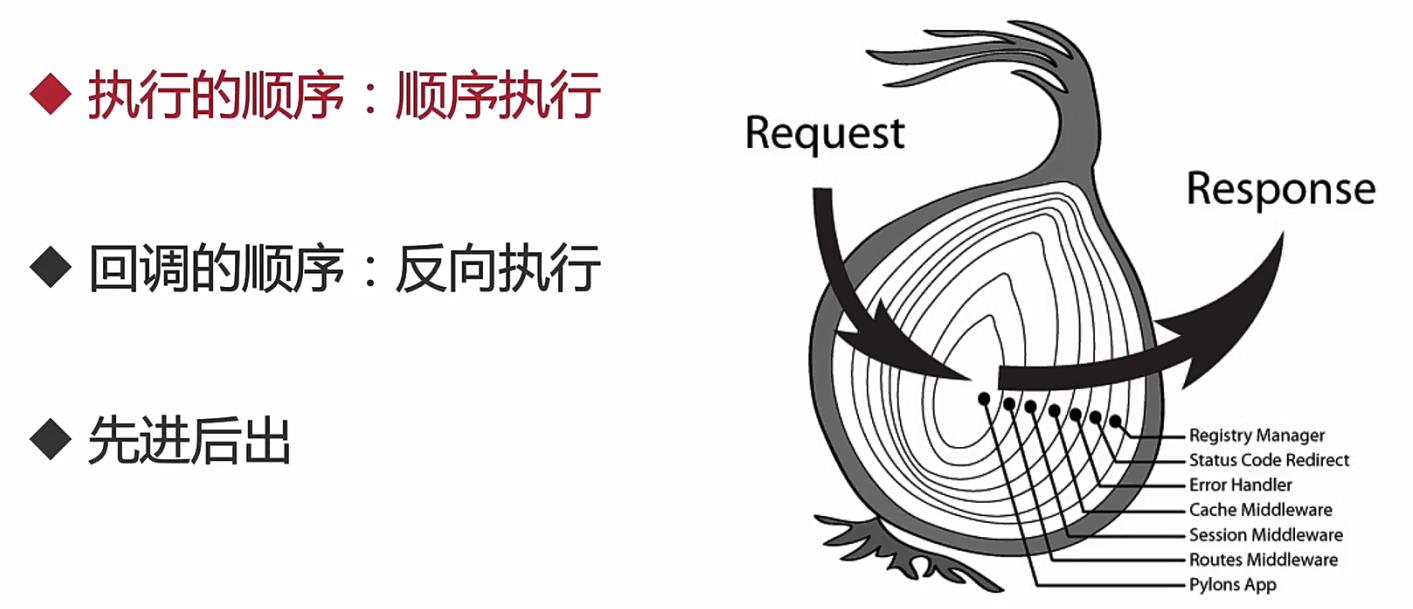 执行的顺序：顺序执行
回调的顺序：反向执行
先进后出
Request
Response
Registry Manager
Status Code Redirect
Error Handler
Cache Middleware
Session Middleware
Routes Middleware
Pylons App